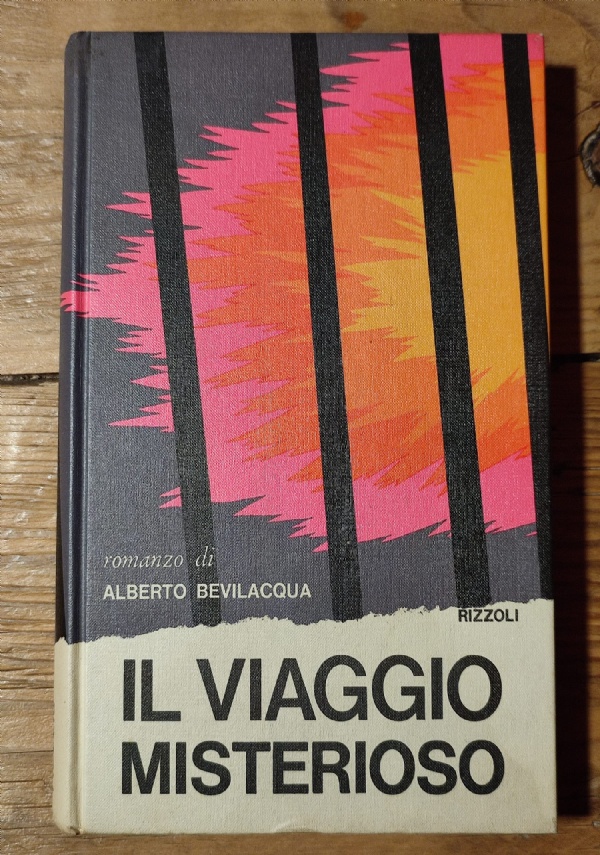 romanzo di
ALBERTO BEVILACQUA
RIZZOLI
IL VIAGGIO
MISTERIOSO